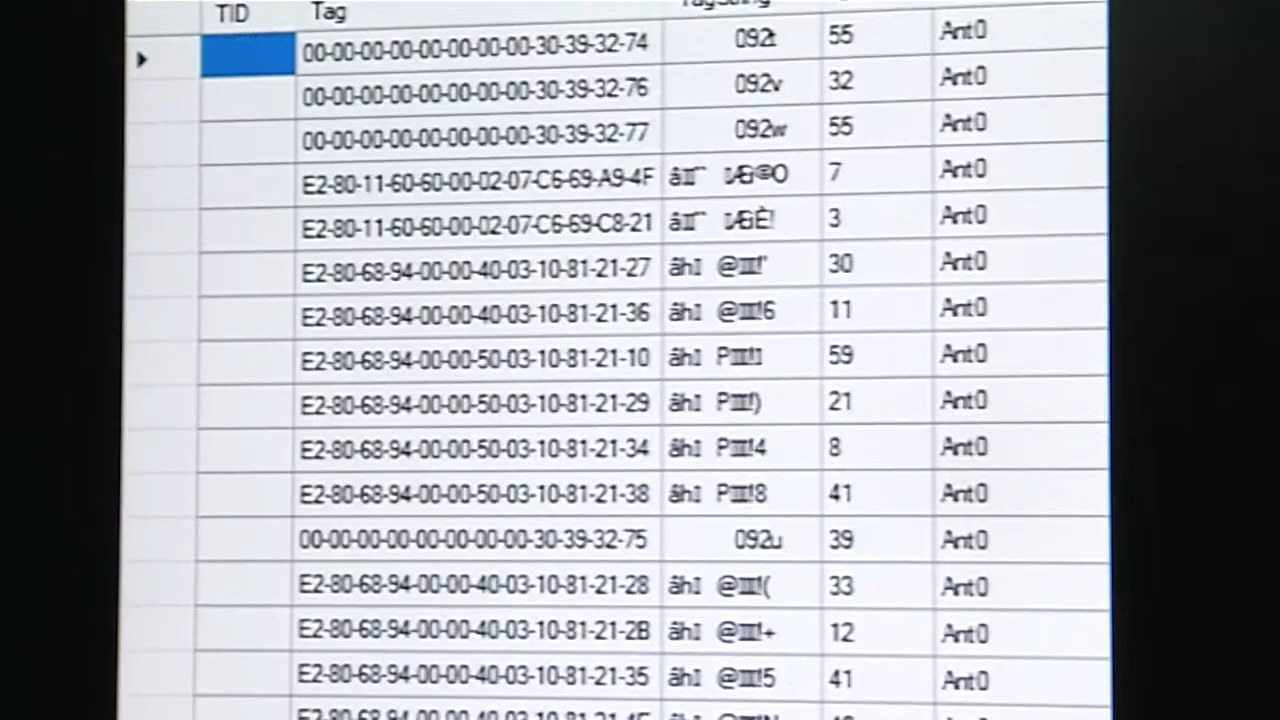 TID Tag
00-00-00-00-00-00-00-00-30-39-32-74 092t 55 Ant0
00-00-00-00-00-00-00-00-30-39-32-76 092v 32 Ant0
00-00-00-00-00-00-00-00-30-39-32-77 092w 55 Ant0
E2-80-11-60-60-00-02-07-C6-69-A9-4F 7 Ant0
E2-80-11-60-60-00-02-07-C6-69-C8-21 3 Ant0
E2-80-68-94-00-00-40-03-10-81-21-27 30 Ant0
E2-80-68-94-00-00-40-03-10-81-21-36 11 Ant0
E2-80-68-94-00-00-50-03-10-81-21-10 59 Ant0
E2-80-68-94-00-00-50-03-10-81-21-29 21 Ant0
E2-80-68-94-00-00-50-03-10-81-21-34 8 Ant0
E2-80-68-94-00-00-50-03-10-81-21-38 41 Ant0
00-00-00-00-00-00-00-00-30-39-32-75 092u 39 Ant0
E2-80-68-94-00-00-40-03-10-81-21-28 33 Ant0
E2-80-68-94-00-00-40-03-10-81-21-2B 12 Ant0
E2-80-68-94-00-00-40-03-10-81-21-35 41 Ant0